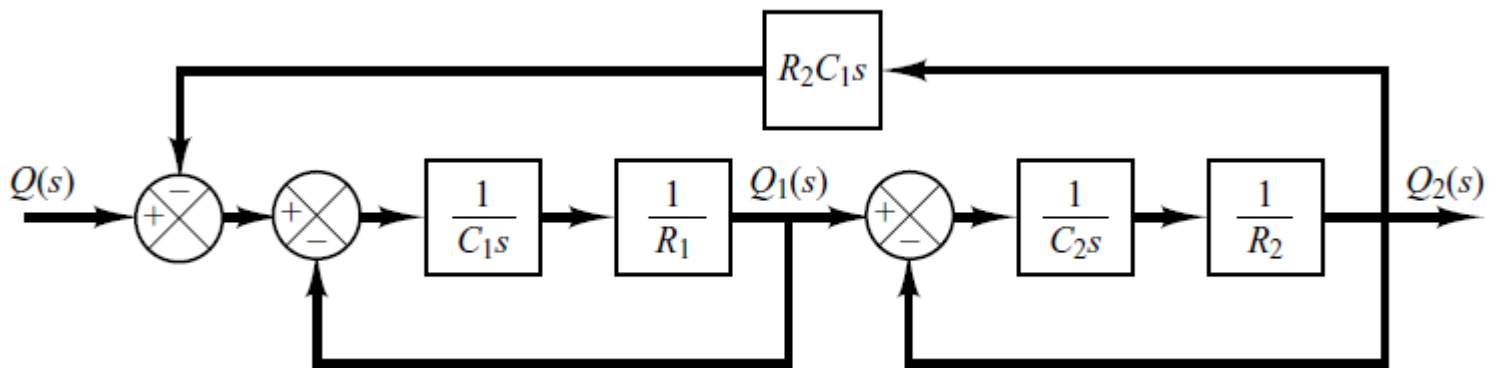 R₂C₁s
Q(s)
−
+
+
−
1
C₁s
1
R₁
Q₁(s)
+
−
1
C₂s
1
R₂
Q₂(s)